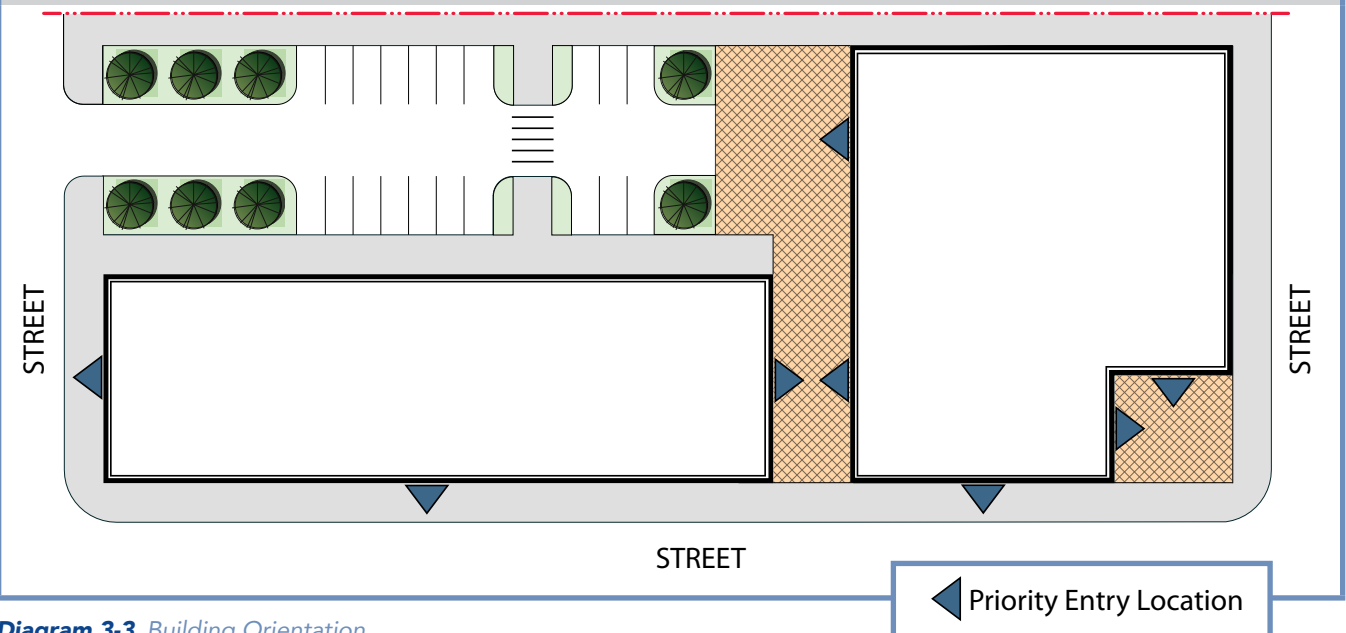 STREET
STREET
STREET
Priority Entry Location
Diagram 3-3 Building Orientation